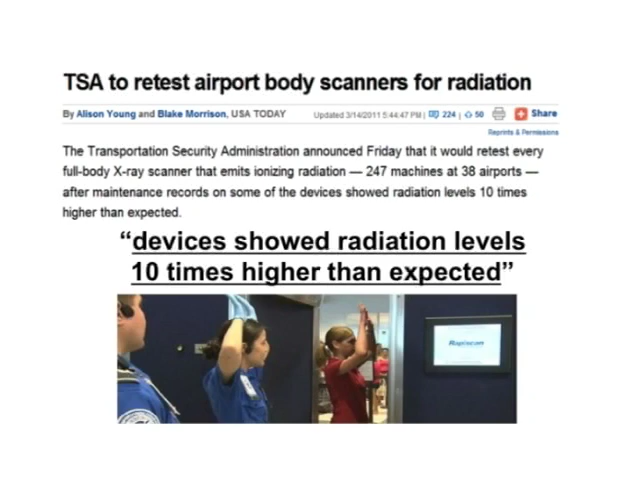 TSA to retest airport body scanners for radiation
By Alison Young and Blake Morrison, USA TODAY Updated 3/14/2011 5:44:47 PM | 224 | 50 Share
Reprints & Permissions
The Transportation Security Administration announced Friday that it would retest every
full-body X-ray scanner that emits ionizing radiation — 247 machines at 38 airports —
after maintenance records on some of the devices showed radiation levels 10 times
higher than expected.
“devices showed radiation levels
10 times higher than expected”
Rapiscan